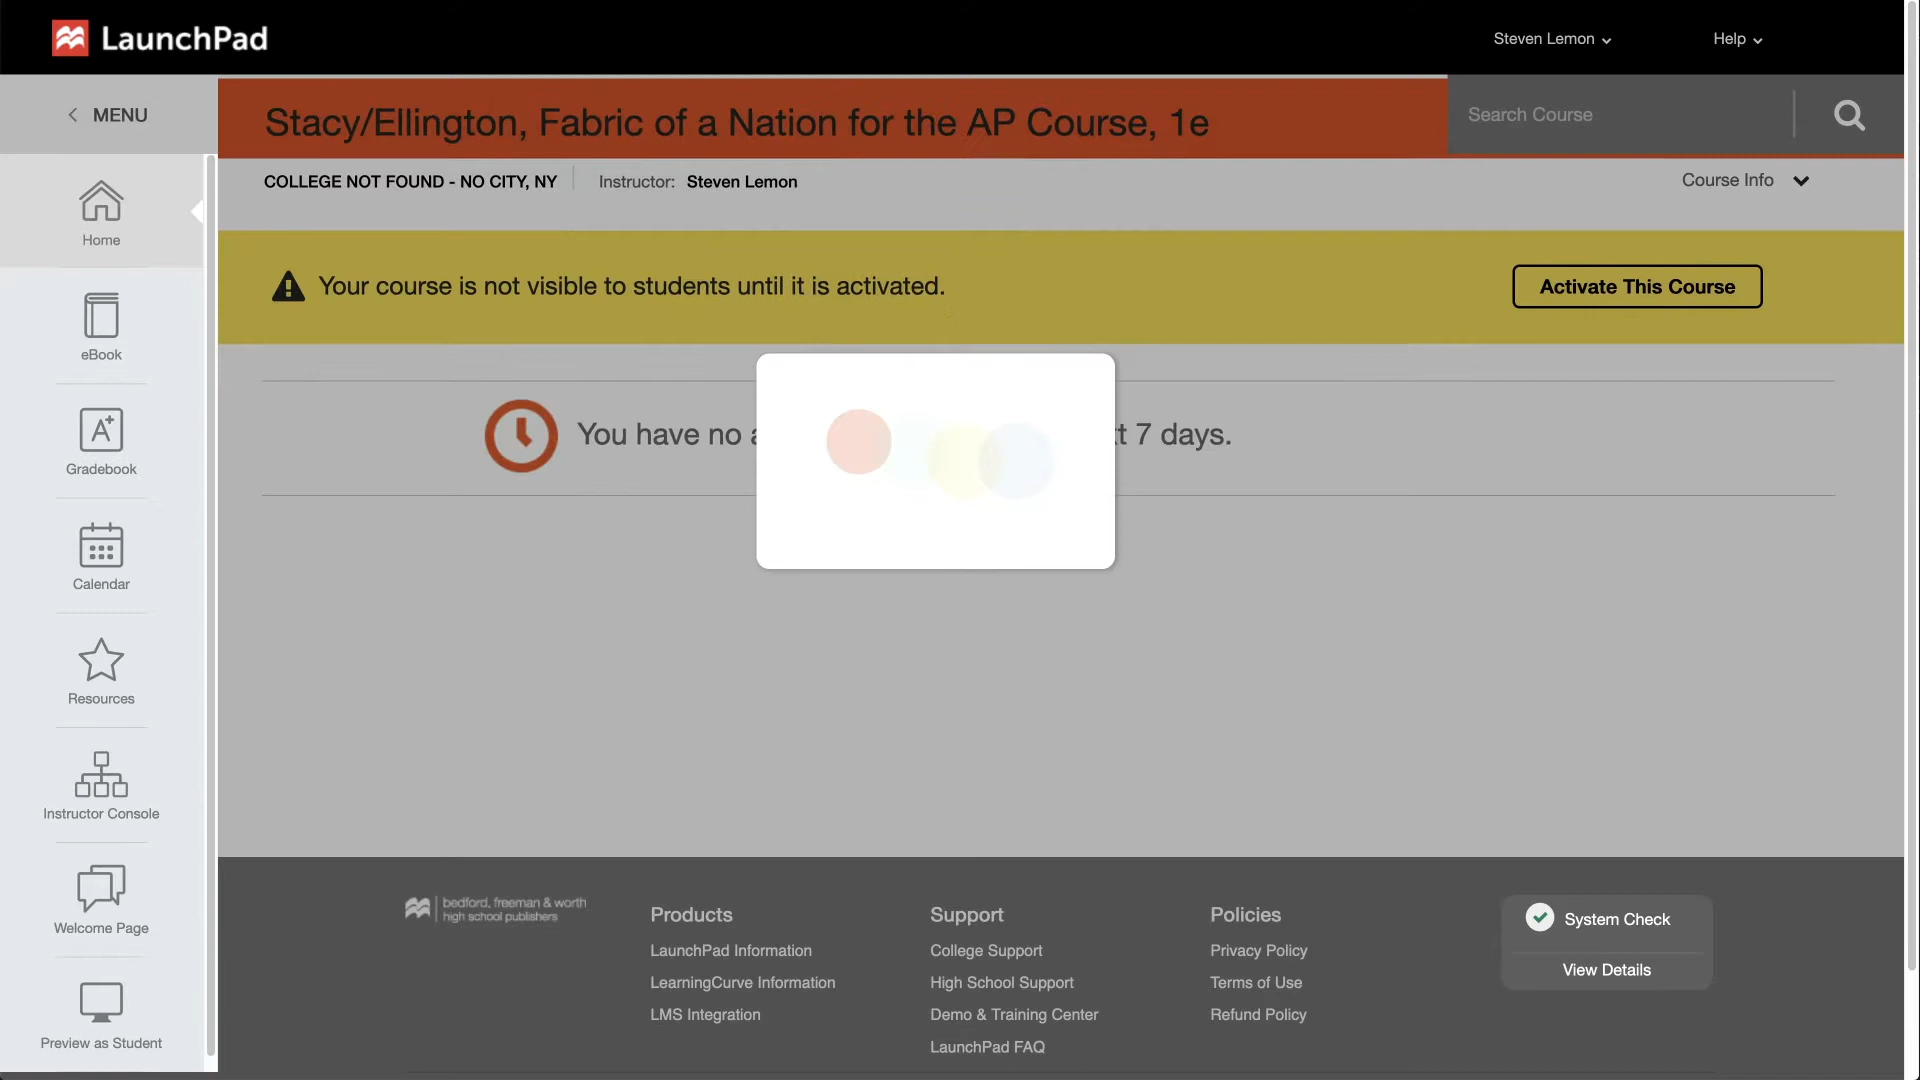 LaunchPad
Steven Lemon
Help
MENU
Stacy/Ellington, Fabric of a Nation for the AP Course, 1e
Search Course
COLLEGE NOT FOUND - NO CITY, NY
Instructor: Steven Lemon
Course Info
Home
Your course is not visible to students until it is activated.
Activate This Course
eBook
You have no
7 days.
Gradebook
Calendar
Resources
Instructor Console
Welcome Page
Preview as Student
bedford, freeman & worth
high school publishers
Products
LaunchPad Information
LearningCurve Information
LMS Integration
Support
College Support
High School Support
Demo & Training Center
LaunchPad FAQ
Policies
Privacy Policy
Terms of Use
Refund Policy
System Check
View Details